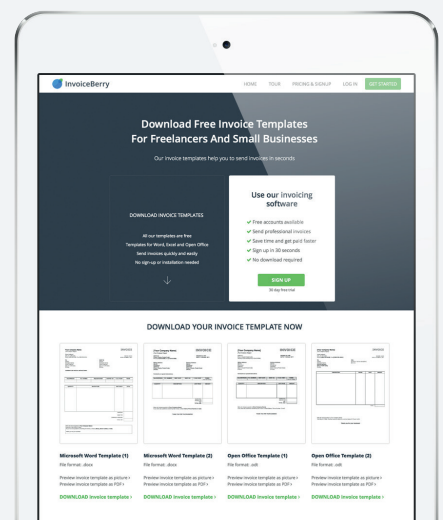 InvoiceBerry
HOME TOUR PRICING & SIGNUP LOG IN GET STARTED
Download Free Invoice Templates
For Freelancers And Small Businesses
Our invoice templates help you to send invoices in seconds
DOWNLOAD INVOICE TEMPLATES
All our templates are free
Templates for Word, Excel and Open Office
Send invoices quickly and easily
No sign-up or installation needed
Use our invoicing
software
Free accounts available
Send professional invoices
Save time and get paid faster
Sign up in 30 seconds
No download required
SIGN UP
30 day free trial
DOWNLOAD YOUR INVOICE TEMPLATE NOW
Microsoft Word Template (1)
File format: .docx
Preview invoice template as picture ›
Preview invoice template as PDF ›
DOWNLOAD invoice template ›
Microsoft Word Template (2)
File format: .docx
Preview invoice template as picture ›
Preview invoice template as PDF ›
DOWNLOAD invoice template ›
Open Office Template (1)
File format: .odt
Preview invoice template as picture ›
Preview invoice template as PDF ›
DOWNLOAD invoice template ›
Open Office Template (2)
File format: .odt
Preview invoice template as picture ›
Preview invoice template as PDF ›
DOWNLOAD invoice template ›